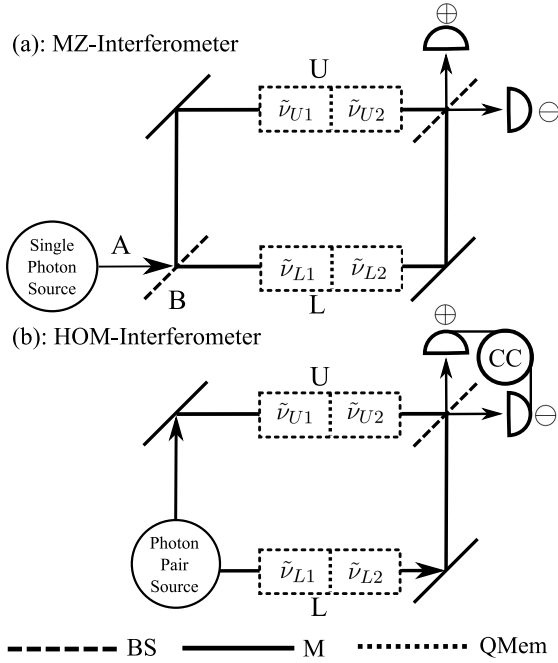 (a): MZ-Interferometer
⊕
U
ν̃U1 ν̃U2
⊖
Single
Photon
Source
A
B
ν̃L1 ν̃L2
L
(b): HOM-Interferometer
⊕
CC
U
ν̃U1 ν̃U2
⊖
Photon
Pair
Source
ν̃L1 ν̃L2
L
BS M QMem